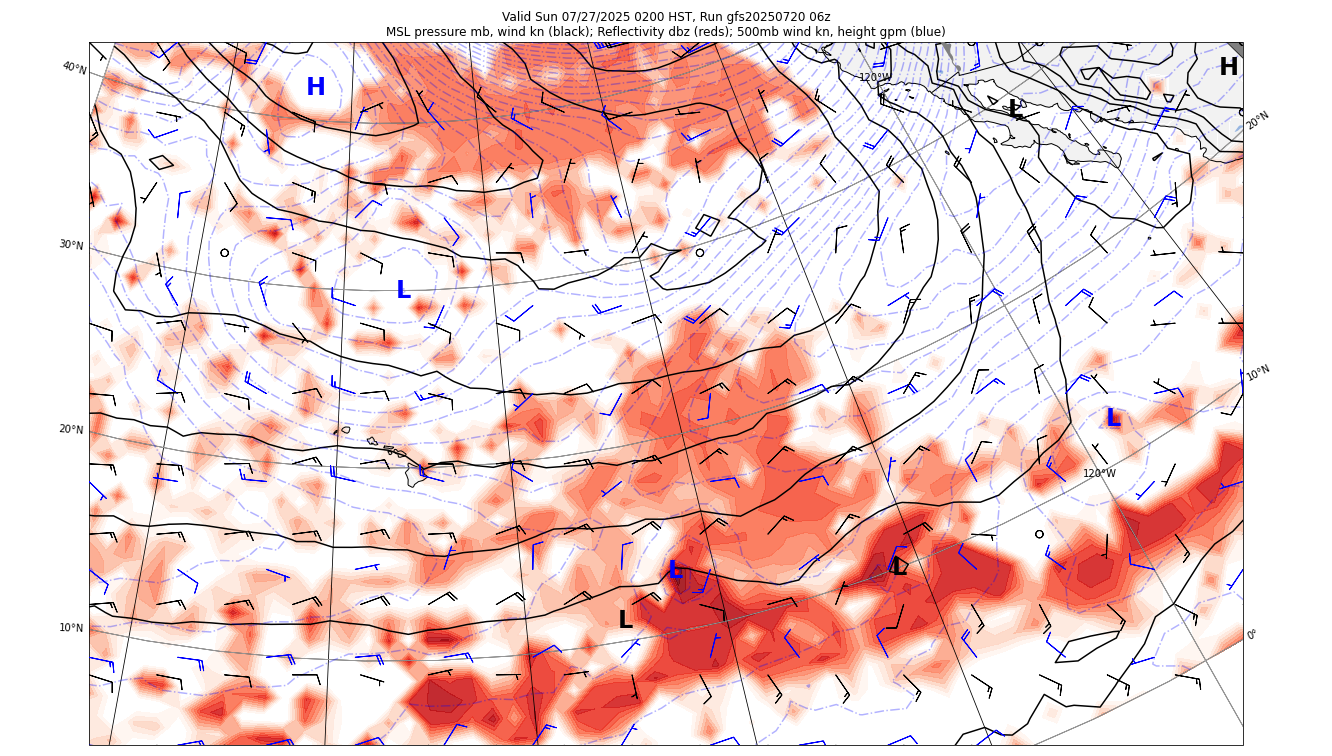 Valid Sun 07/27/2025 0200 HST, Run gfs20250720 06z
MSL pressure mb, wind kn (black); Reflectivity dbz (reds); 500mb wind kn, height gpm (blue)
40°N
H
120°W
H
L
20°N
30°N
L
10°N
20°N
L
120°W
L
L
L
10°N
0°